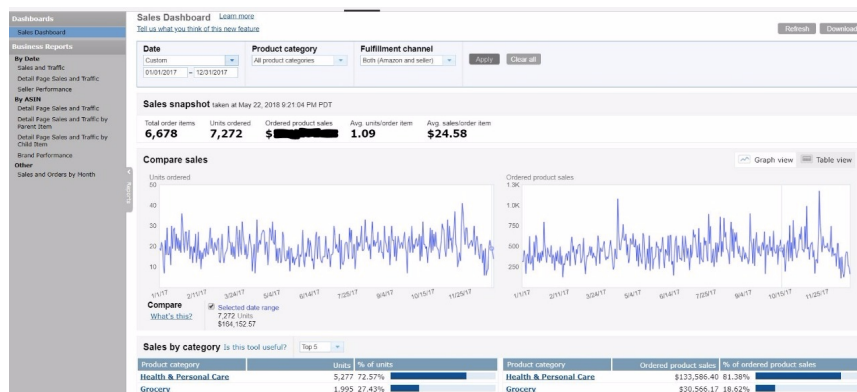 Dashboards
Sales Dashboard
Business Reports
By Date
Sales and Traffic
Detail Page Sales and Traffic
Seller Performance
By ASIN
Detail Page Sales and Traffic
Detail Page Sales and Traffic by
Parent Item
Detail Page Sales and Traffic by
Child Item
Brand Performance
Other
Sales and Orders by Month
Reports
Sales Dashboard Learn more
Tell us what you think of this new feature
Refresh Download
Date Product category Fulfillment channel
Custom All product categories Both (Amazon and seller) Apply Clear all
01/01/2017 - 12/31/2017
Sales snapshot taken at May 22, 2018 9:21:04 PM PDT
Total order items Units ordered Ordered product sales Avg. units/order item Avg. sales/order item
6,678 7,272 $ 1.09 $24.58
Compare sales Graph view Table view
Units ordered
50
40
30
20
10
1/1/17 2/11/17 3/24/17 5/4/17 6/14/17 7/25/17 9/4/17 10/15/17 11/25/17
Ordered product sales
1.3K
1.0K
750
500
250
1/1/17 2/11/17 3/24/17 5/4/17 6/14/17 7/25/17 9/4/17 10/15/17 11/25/17
Compare Selected date range
What's this? 7,272 Units
$164,152.57
Sales by category Is this tool useful? Top 5
Product category Units % of units
Health & Personal Care 5,277 72.57%
Grocery 1,995 27.43%
Product category Ordered product sales % of ordered product sales
Health & Personal Care $133,586.40 81.38%
Grocery $30,566.17 18.62%